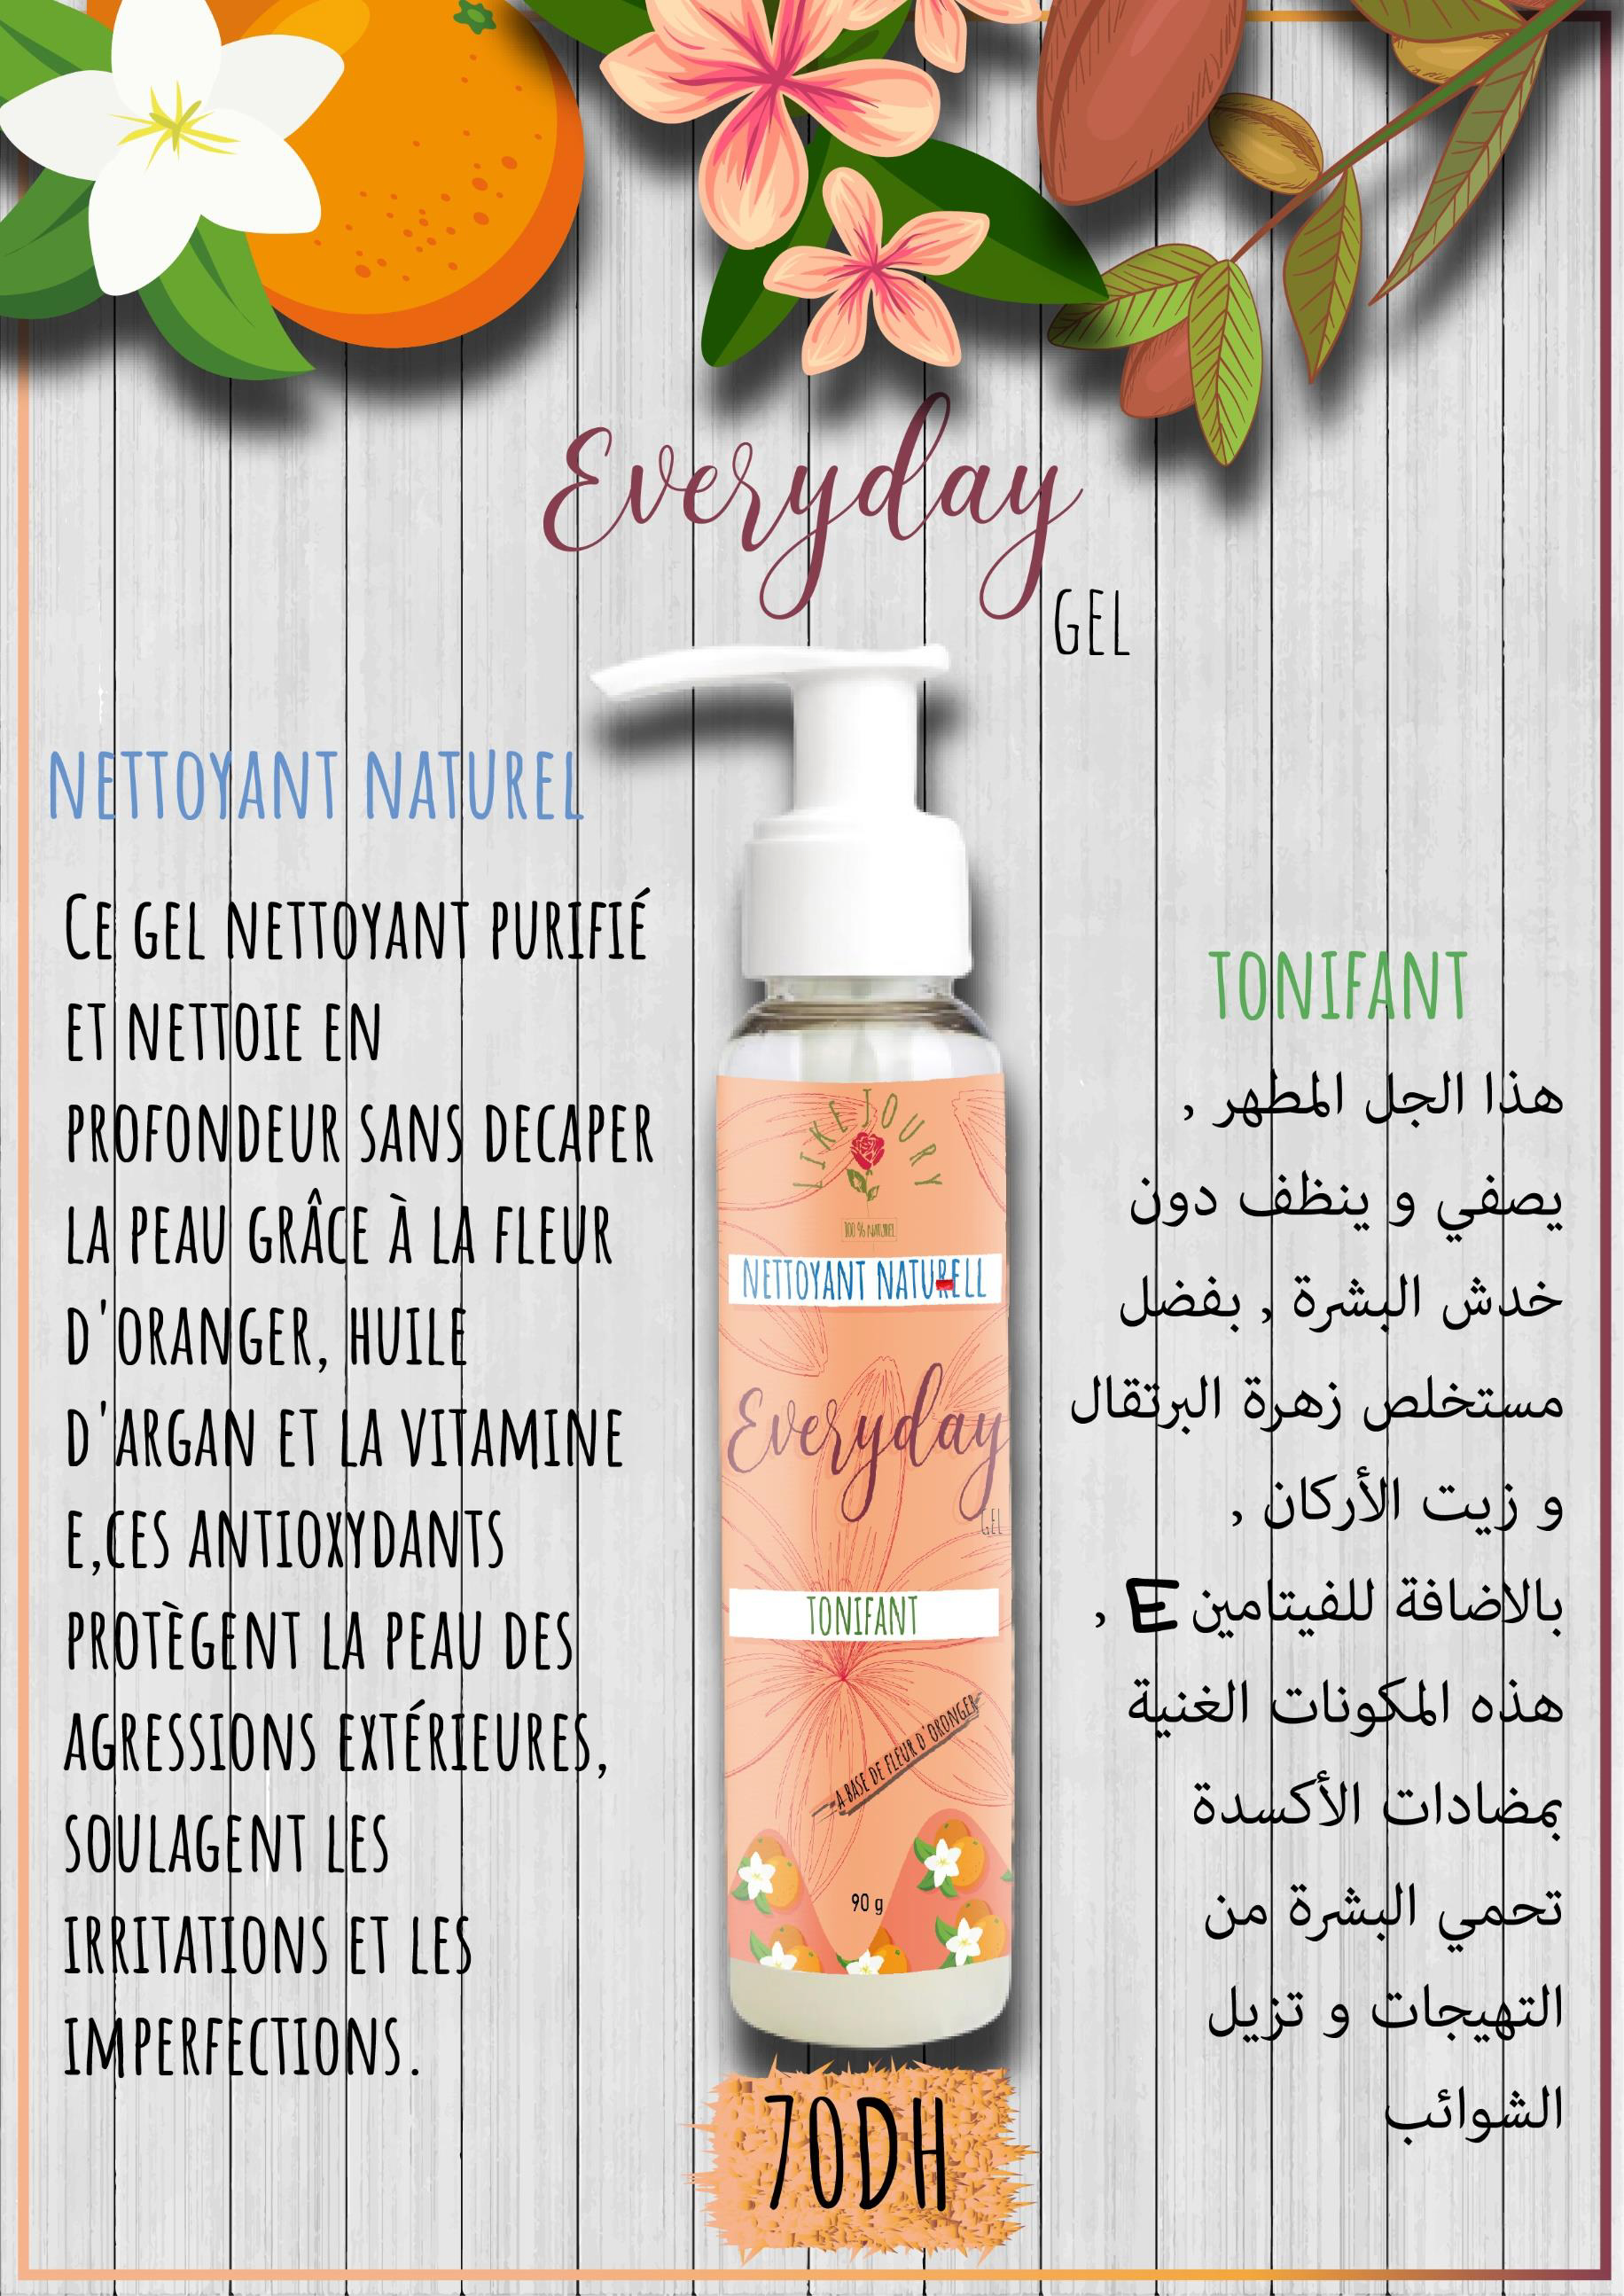 Everyday
GEL
NETTOYANT NATUREL
CE GEL NETTOYANT PURIFIÉ
ET NETTOIE EN
PROFONDEUR SANS DECAPER
LA PEAU GRÂCE À LA FLEUR
D'ORANGER, HUILE
D'ARGAN ET LA VITAMINE
E,CES ANTIOXYDANTS
PROTÈGENT LA PEAU DES
AGRESSIONS EXTÉRIEURES,
SOULAGENT LES
IRRITATIONS ET LES
IMPERFECTIONS.
LIKE JOURY
100 % NATUREL
NETTOYANT NATURELL
Everyday
GEL
TONIFANT
A BASE DE FLEUR D'ORONGER
90 g
70DH
TONIFANT
هذا الجل المطهر ,
يصفي و ينظف دون
خدش البشرة , بفضل
مستخلص زهرة البرتقال
و زيت الأركان ,
بالاضافة للفيتامين E ,
هذه المكونات الغنية
بمضادات الأكسدة
تحمي البشرة من
التهيجات و تزيل
الشوائب